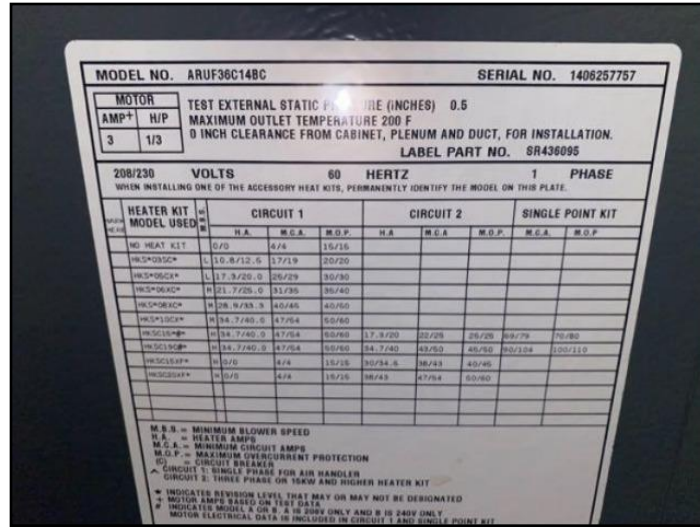 MODEL NO. ARUF36C14BC SERIAL NO. 1406257757
MOTOR
AMP+ H/P
3 1/3
TEST EXTERNAL STATIC RE (INCHES) 0.5
MAXIMUM OUTLET TEMPERATURE 200 F
0 INCH CLEARANCE FROM CABINET, PLENUM AND DUCT, FOR INSTALLATION.
LABEL PART NO. SR436095
208/230 VOLTS 60 HERTZ 1 PHASE
WHEN INSTALLING ONE OF THE ACCESSORY HEAT KITS, PERMANENTLY IDENTIFY THE MODEL ON THIS PLATE.
HEATER KIT MODEL USED CIRCUIT 1 CIRCUIT 2 SINGLE POINT KIT
H.A. M.C.A. M.O.P. H.A M.C.A M.O.P. M.C.A. M.O.P
NO HEAT KIT 0/0 4/4 15/15
HKS*03SC* L 10.8/12.5 17/19 20/20
HKS*05CX* L 17.3/20.0 26/29 30/30
HKS*06XC* M 21.7/25.0 31/35 35/40
HKS*08XC* M 28.9/33.3 40/46 40/50
HKS*10CX* M 34.7/40.0 47/54 50/60
HKSC15*#* M 34.7/40.0 47/54 50/60 17.3/20 22/25 25/25 69/79 70/80
HKSC19C#* M 34.7/40.0 47/54 50/60 34.7/40 43/50 45/50 90/104 100/110
HKSC15XF* M 0/0 4/4 15/15 30/34.6 38/43 40/45
HKSC20XF* M 0/0 4/4 15/15 38/43 47/54 50/60
M.B.S. = MINIMUM BLOWER SPEED
H.A. = HEATER AMPS
M.C.A. = MINIMUM CIRCUIT AMPS
M.O.P. = MAXIMUM OVERCURRENT PROTECTION
(C) = CIRCUIT BREAKER
^ CIRCUIT 1: SINGLE PHASE FOR AIR HANDLER
CIRCUIT 2: THREE PHASE OR 15KW AND HIGHER HEATER KIT
* INDICATES REVISION LEVEL THAT MAY OR MAY NOT BE DESIGNATED
+ MOTOR AMPS BASED ON TEST DATA
# INDICATES MODEL A OR B. A IS 208V ONLY AND B IS 240V ONLY
MOTOR ELECTRICAL DATA IS INCLUDED IN CIRCUIT 1 AND SINGLE POINT KIT